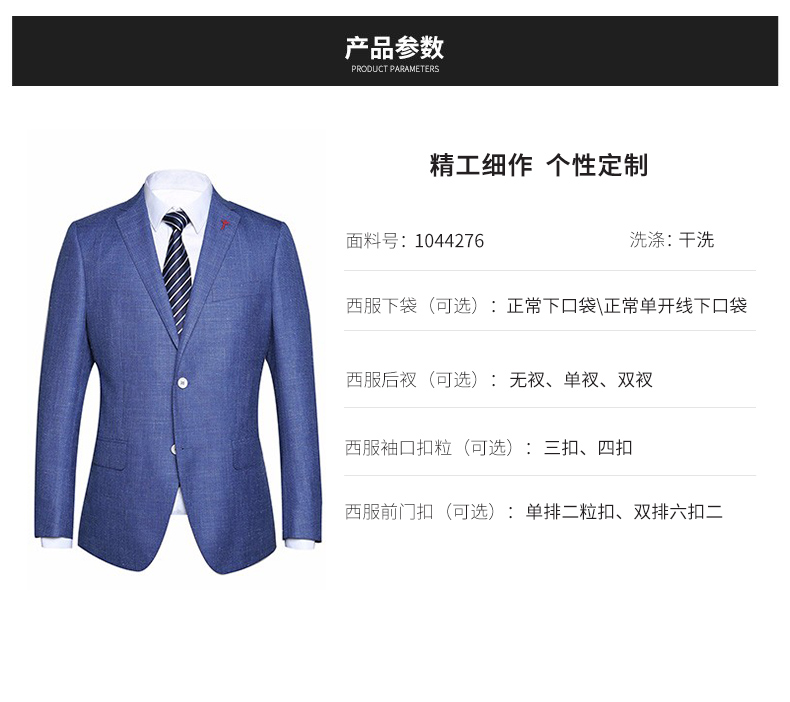 产品参数
PRODUCT PARAMETERS
精工细作 个性定制
面料号：1044276 洗涤：干洗
西服下袋（可选）：正常下口袋\正常单开线下口袋
西服后衩（可选）：无衩、单衩、双衩
西服袖口扣粒（可选）：三扣、四扣
西服前门扣（可选）：单排二粒扣、双排六扣二